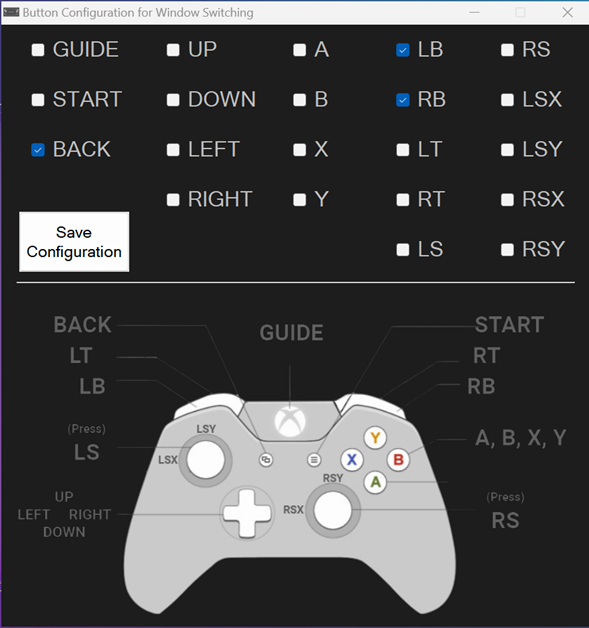 Button Configuration for Window Switching
GUIDE UP A LB RS
START DOWN B RB LSX
BACK LEFT X LT LSY
RIGHT Y RT RSX
Save
Configuration
LS RSY
BACK GUIDE START
LT RT
LB RB
(Press)
LS
LSY
LSX
Y
X B
A
A, B, X, Y
RSY
RSX
UP
LEFT RIGHT
DOWN
(Press)
RS